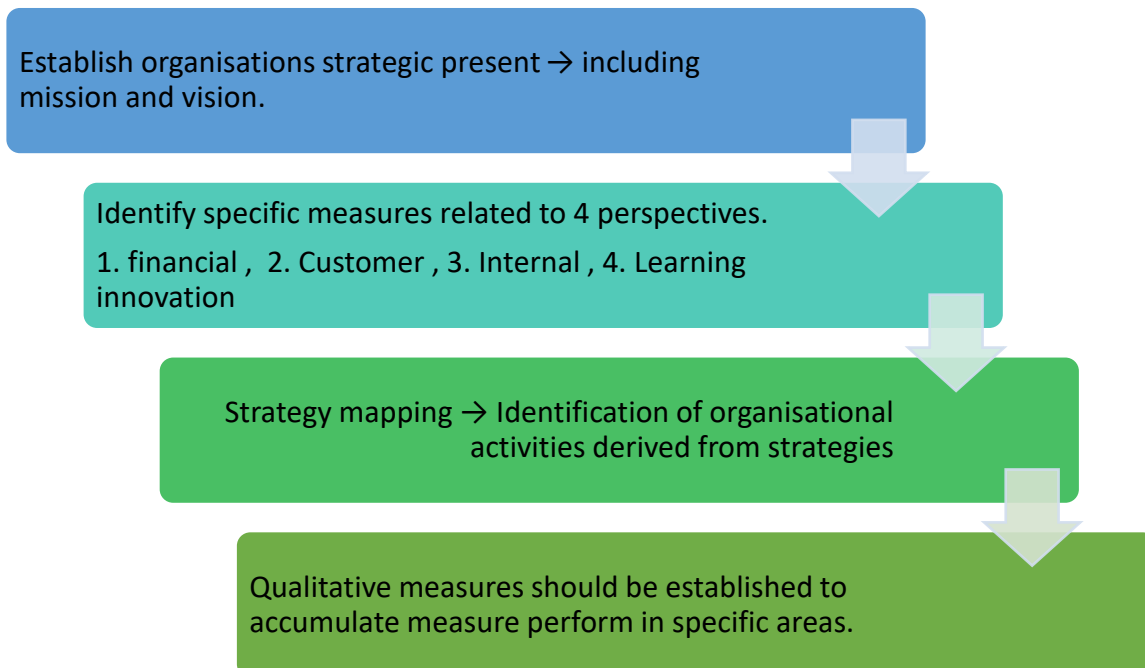 Establish organisations strategic present → including
mission and vision.
Identify specific measures related to 4 perspectives.
1. financial , 2. Customer , 3. Internal , 4. Learning
innovation
Strategy mapping → Identification of organisational
activities derived from strategies
Qualitative measures should be established to
accumulate measure perform in specific areas.